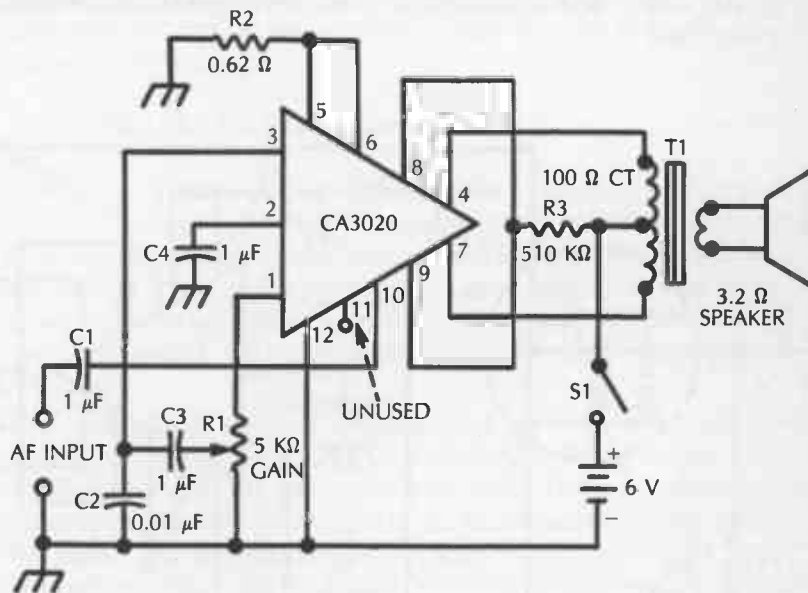 R2
0.62 Ω
5
6
3
8
T1
4
100 Ω CT
2
CA3020
R3
C4
1 µF
7
510 KΩ
1
9
10
3.2 Ω
SPEAKER
11
12
C1
1 µF
UNUSED
S1
C3
R1
5 KΩ
GAIN
AF INPUT
1 µF
+
6 V
−
C2
0.01 µF